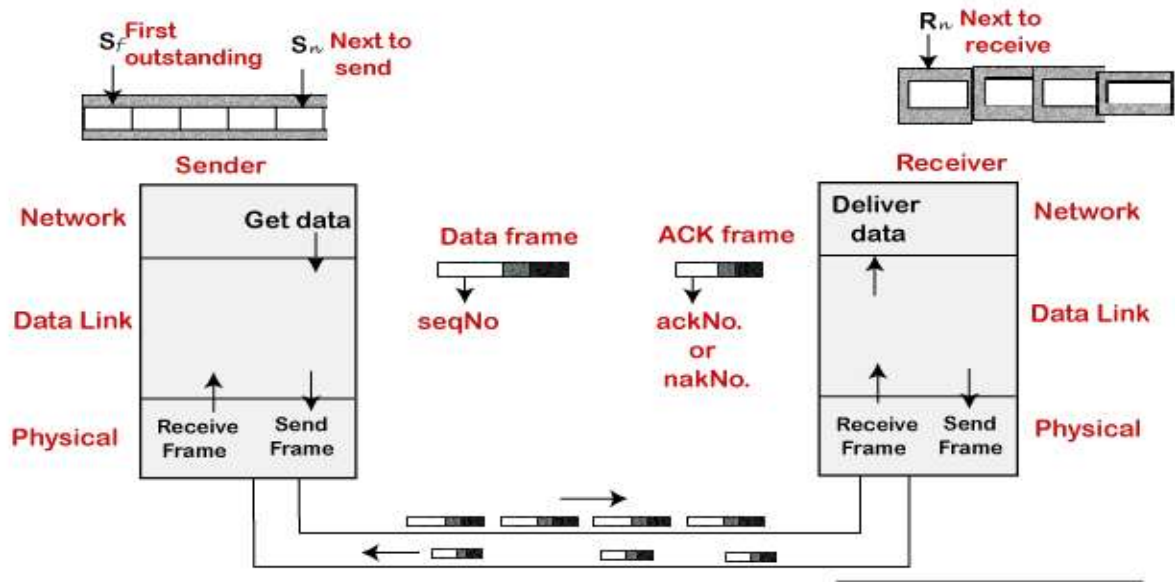 Sf First
outstanding
Sn Next to
send
Rn Next to
receive
Sender
Receiver
Network
Get data
Data frame
ACK frame
Deliver
data
Network
Data Link
seqNo
ackNo.
or
nakNo.
Data Link
Physical
Receive
Frame
Send
Frame
Receive
Frame
Send
Frame
Physical